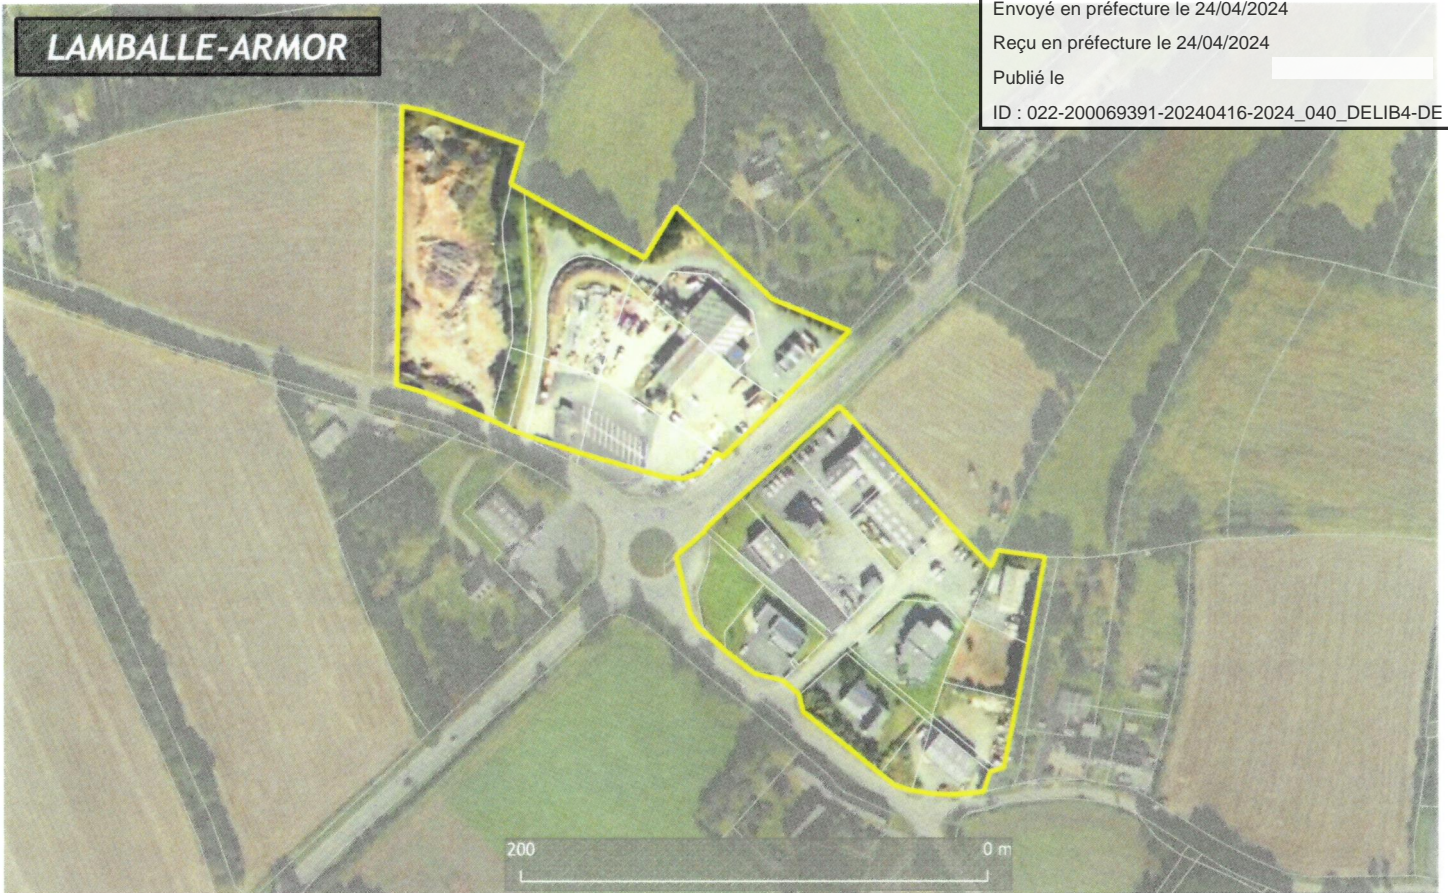 LAMBALLE-ARMOR
Envoyé en préfecture le 24/04/2024
Reçu en préfecture le 24/04/2024
Publié le
ID : 022-200069391-20240416-2024_040_DELIB4-DE
200 0 m